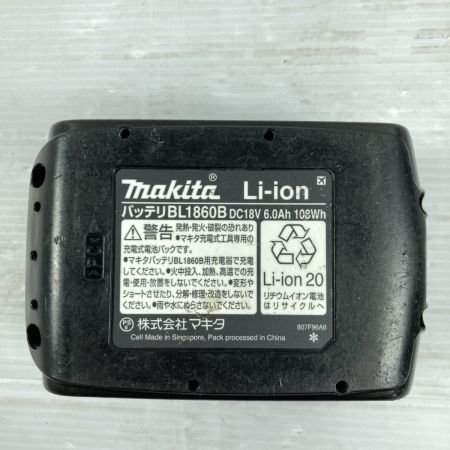 makita® Li-ion
バッテリBL1860B DC18V 6.0Ah 108Wh
警告 発熱・発火・破裂の恐れあり
●マキタ充電式工具専用の
充電式電池パックです。
●マキタバッテリBL1860B用充電器で充電
してください。●火中投入、加熱、高温での充
電・使用・放置をしないでください。●変形や
ショートさせたり、分解・修理・改造をしないで
ください。●雨や水にぬらさないでください。
Li-ion 20
リチウムイオン電池
はリサイクルへ
株式会社マキタ
Cell Made in Singapore, Pack processed in China
807F96A6